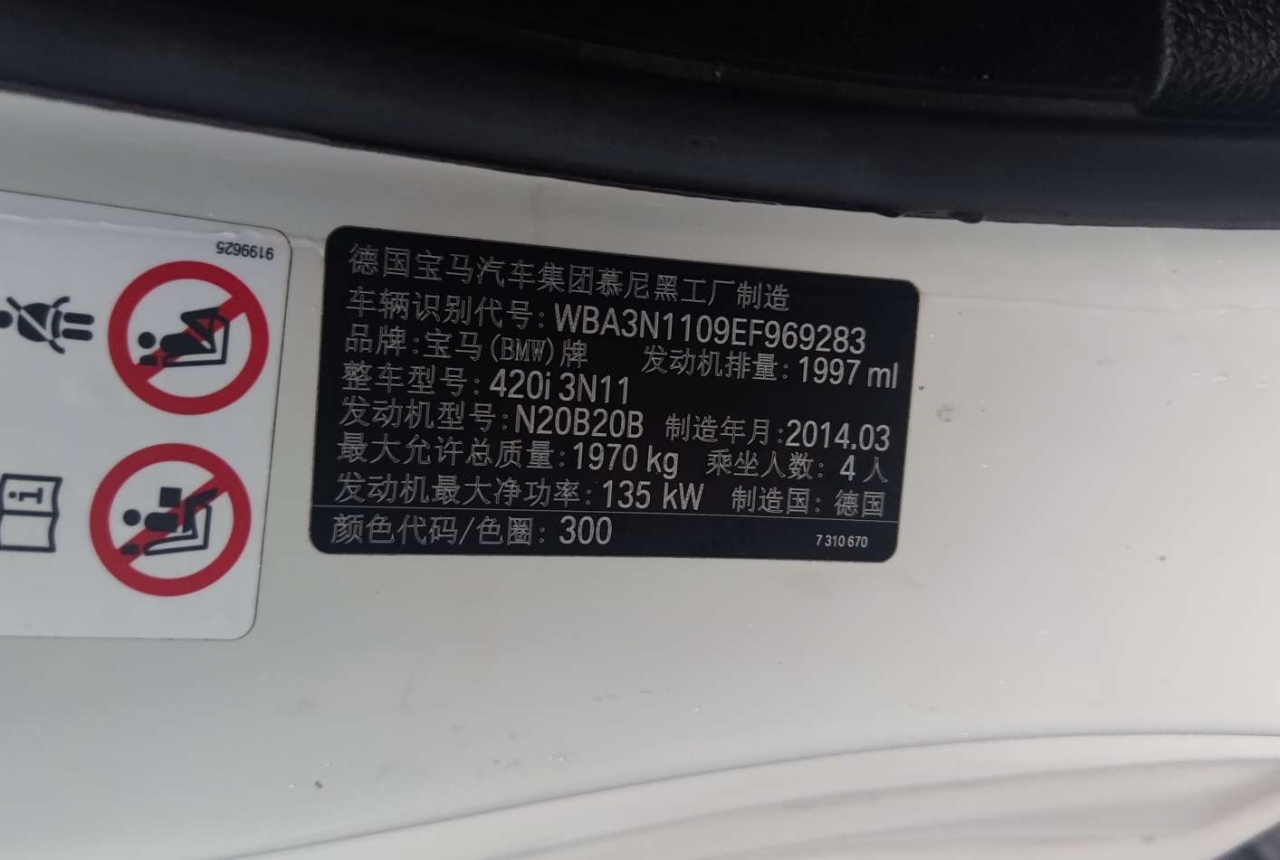 9199625
德国宝马汽车集团慕尼黑工厂制造
车辆识别代号: WBA3N1109EF969283
品牌: 宝马(BMW)牌 发动机排量: 1997 ml
整车型号: 420i 3N11
发动机型号: N20B20B 制造年月: 2014.03
最大允许总质量: 1970 kg 乘坐人数: 4 人
发动机最大净功率: 135 kW 制造国: 德国
颜色代码/色圈: 300 7 310 670